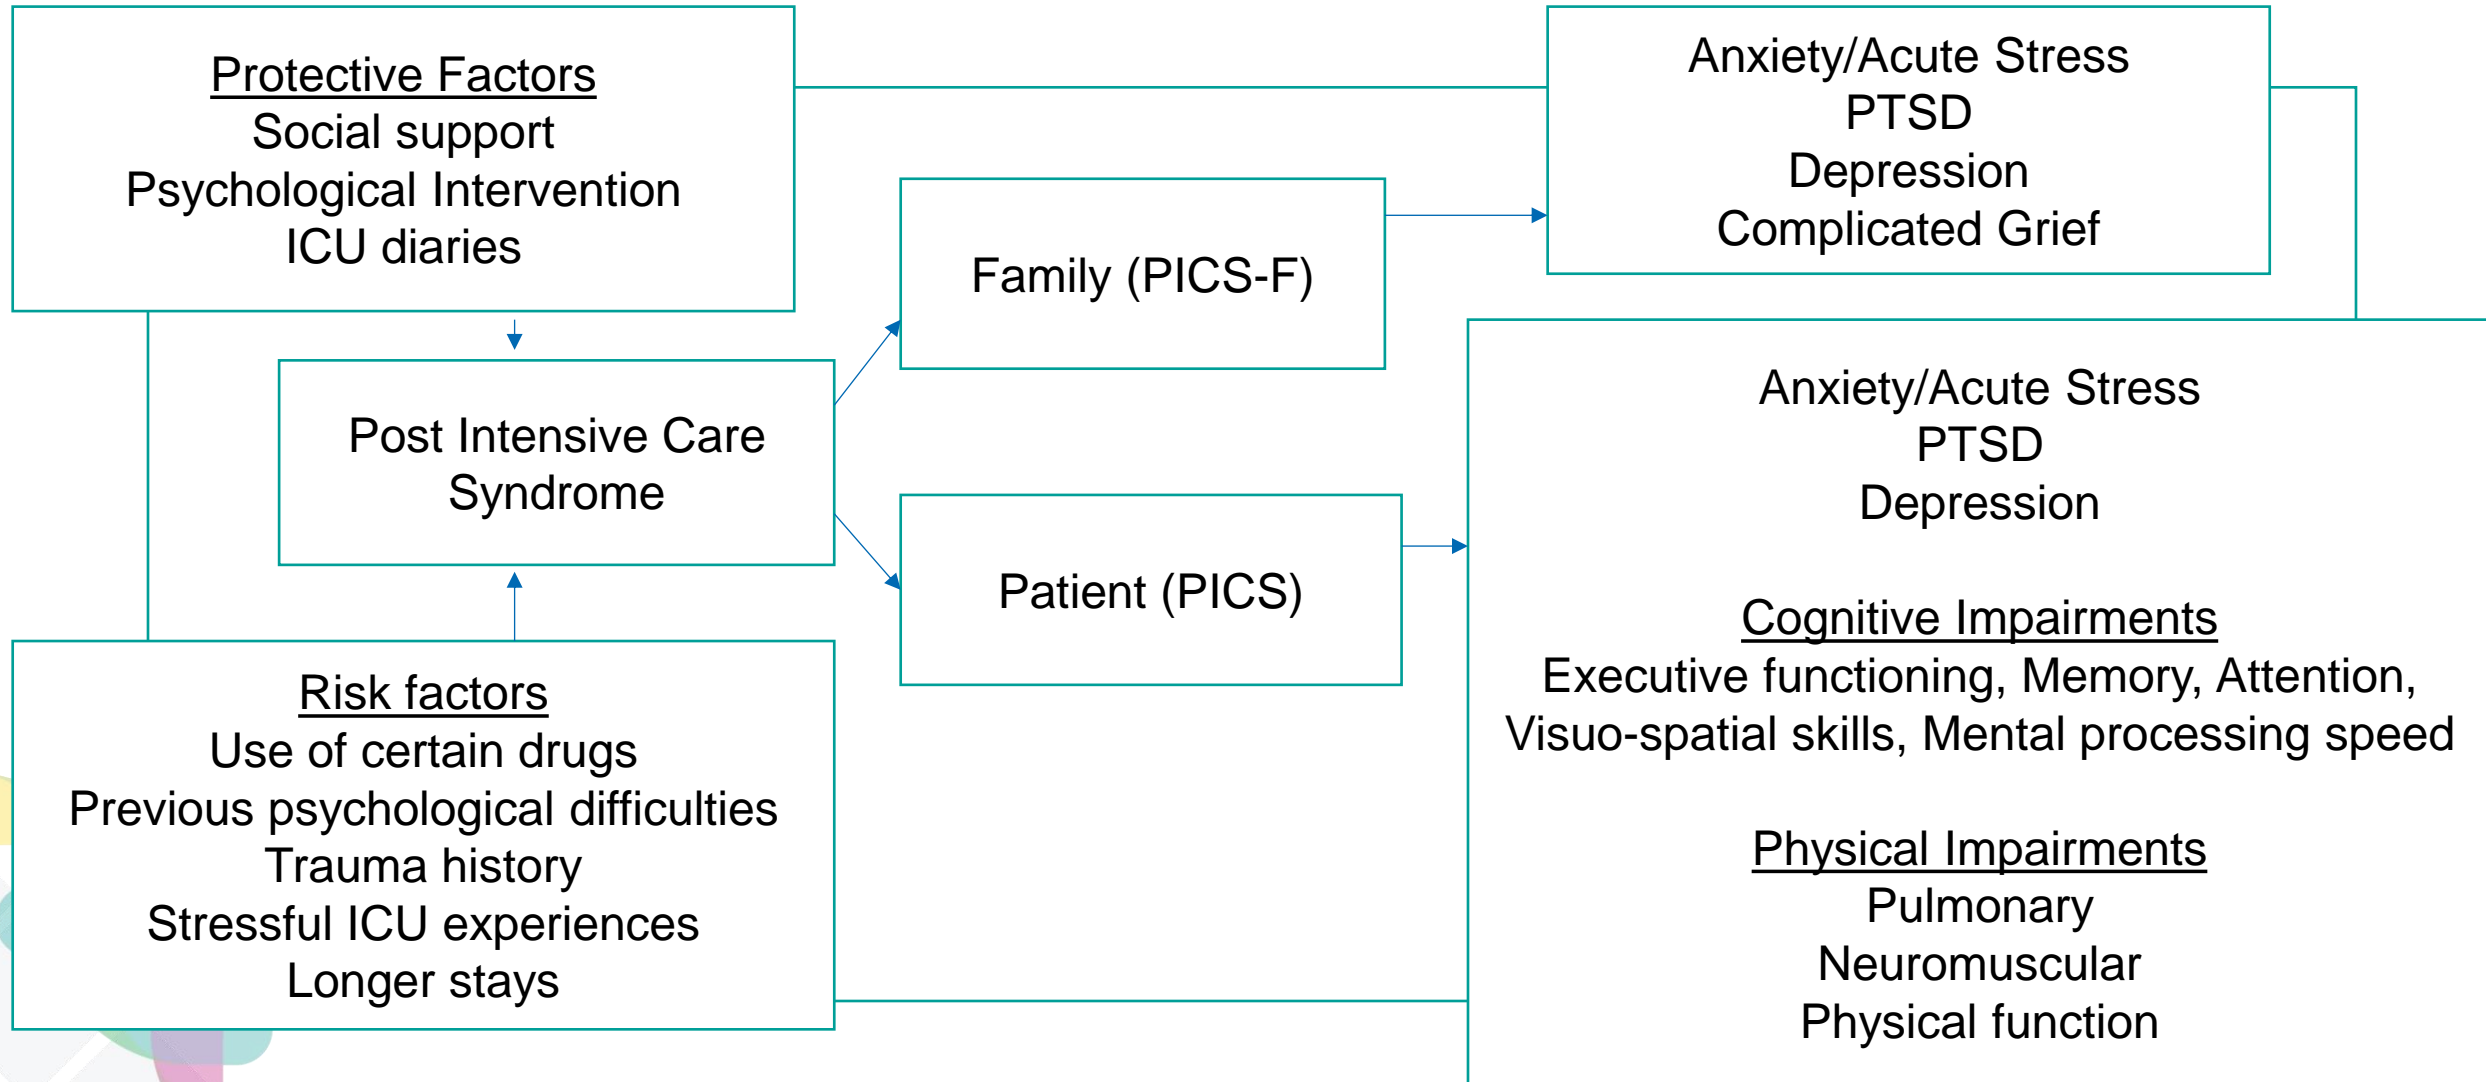 Protective Factors
Social support
Psychological Intervention
ICU diaries
Anxiety/Acute Stress
PTSD
Depression
Complicated Grief
Family (PICS-F)
Post Intensive Care
Syndrome
Patient (PICS)
Anxiety/Acute Stress
PTSD
Depression
Cognitive Impairments
Executive functioning, Memory, Attention,
Visuo-spatial skills, Mental processing speed
Physical Impairments
Pulmonary
Neuromuscular
Physical function
Risk factors
Use of certain drugs
Previous psychological difficulties
Trauma history
Stressful ICU experiences
Longer stays